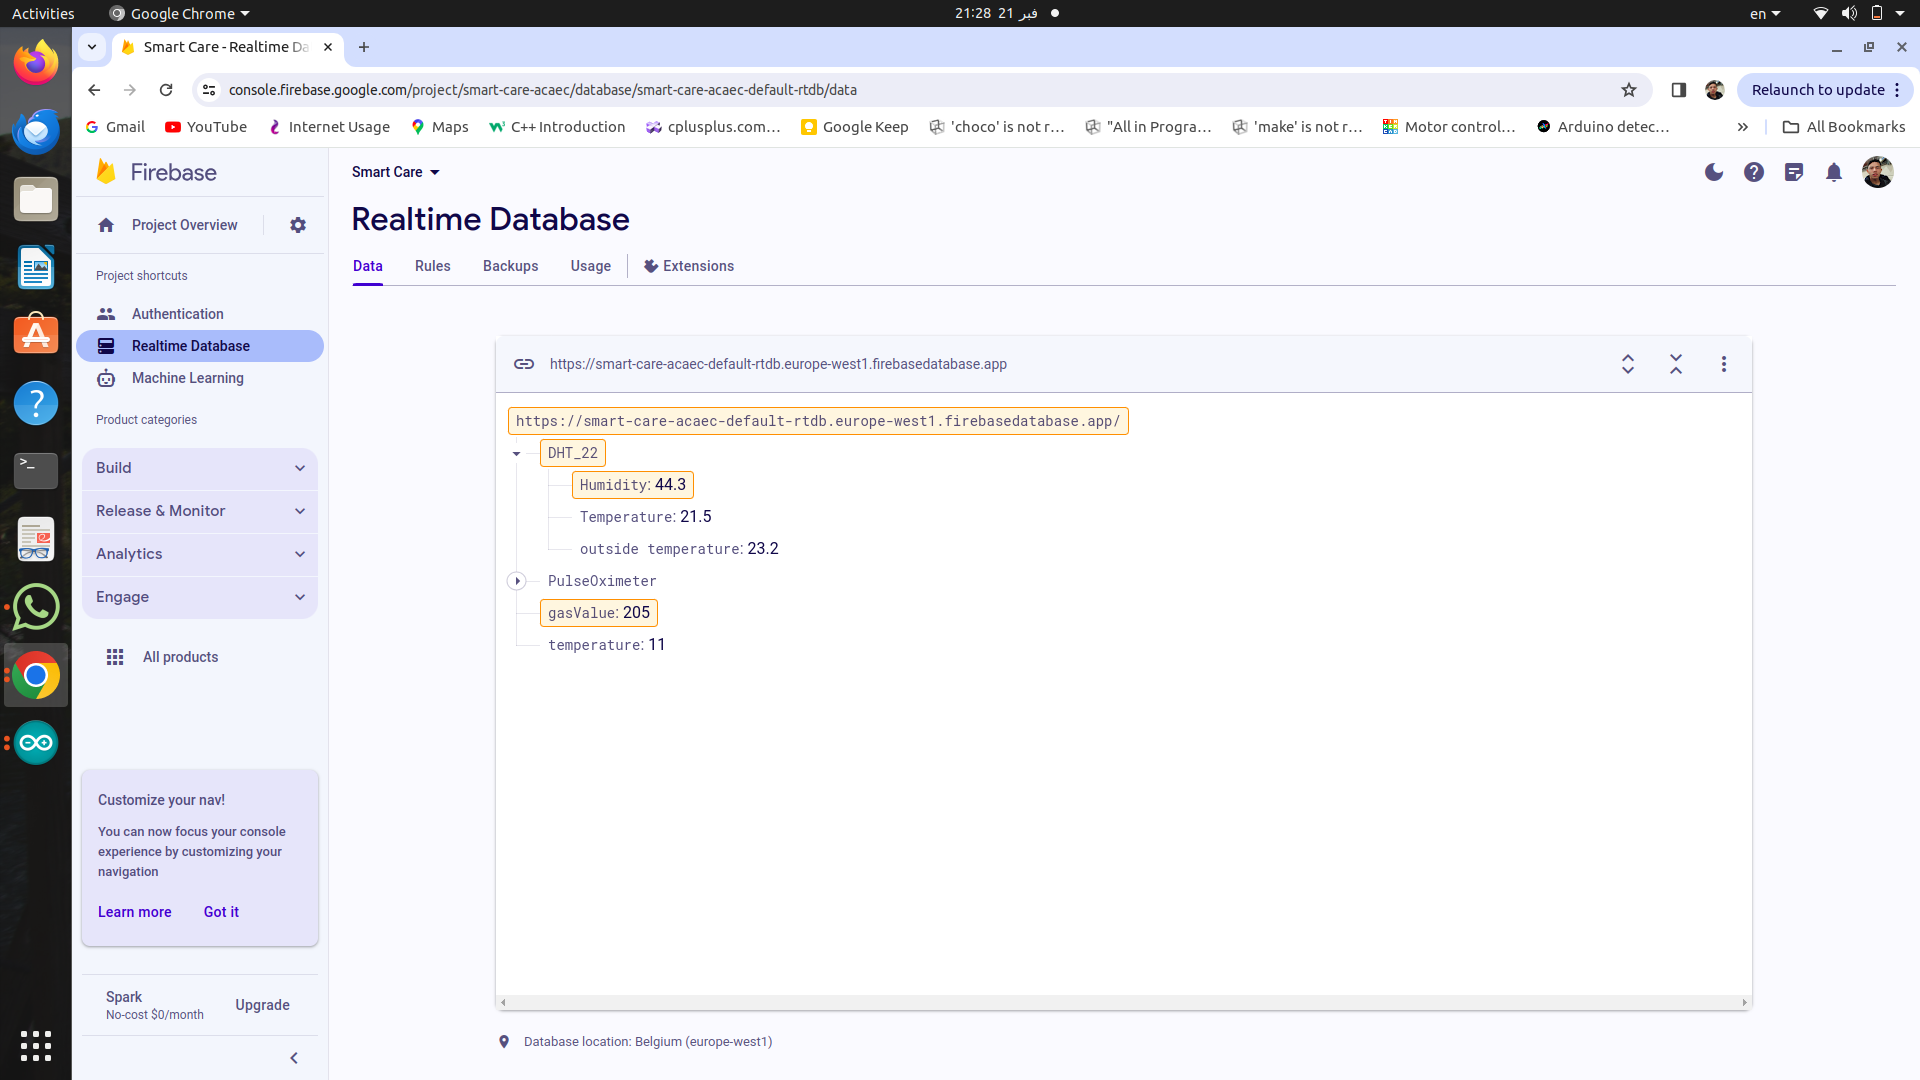 Activities
Google Chrome
21:28 21 فبر
en
Smart Care - Realtime Da
console.firebase.google.com/project/smart-care-acaec/database/smart-care-acaec-default-rtdb/data
Relaunch to update
Gmail
YouTube
Internet Usage
Maps
C++ Introduction
cplusplus.com…
Google Keep
'choco' is not r…
"All in Progra…
'make' is not r…
Motor control…
Arduino detec…
All Bookmarks
Firebase
Project Overview
Project shortcuts
Authentication
Realtime Database
Machine Learning
Product categories
Build
Release & Monitor
Analytics
Engage
All products
Customize your nav!
You can now focus your console
experience by customizing your
navigation
Learn more
Got it
Spark
No-cost $0/month
Upgrade
Smart Care
Realtime Database
Data
Rules
Backups
Usage
Extensions
https://smart-care-acaec-default-rtdb.europe-west1.firebasedatabase.app
https://smart-care-acaec-default-rtdb.europe-west1.firebasedatabase.app/
DHT_22
Humidity: 44.3
Temperature: 21.5
outside temperature: 23.2
PulseOximeter
gasValue: 205
temperature: 11
Database location: Belgium (europe-west1)